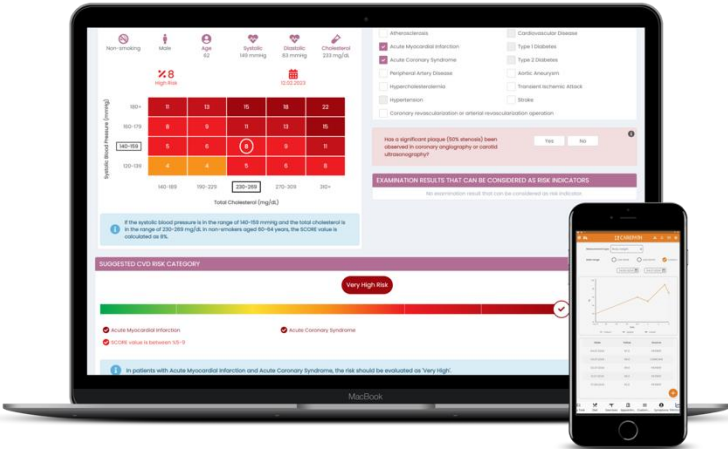 Non-smoking Male Age Systolic Diastolic Cholesterol
62 149 mmHg 83 mmHg 233 mg/dL
%8
High Risk
12.02.2023
Systolic Blood Pressure (mmHg)
160-179
140-159
120-139
11 13 15 18 22
8 9 11 13 15
5 6 8 9 11
4 4 5 6 8
140-189 190-229 230-269 270-309 310+
Total Cholesterol (mg/dL)
If the systolic blood pressure is in the range of 140-159 mmHg and the total cholesterol is
in the range of 230-269 mg/dL in non-smokers aged 60-64 years, the SCORE value is
calculated as 8%.
Atherosclerosis Cardiovascular Disease
Acute Myocardial Infarction Type 1 Diabetes
Acute Coronary Syndrome Type 2 Diabetes
Peripheral Artery Disease Aortic Aneurysm
Hypercholesterolemia Transient Ischemic Attack
Hypertension Stroke
Coronary revascularization or arterial revascularization operation
Has a significant plaque (50% stenosis) been
observed in coronary angiography or carotid
ultrasonography?
Yes No
EXAMINATION RESULTS THAT CAN BE CONSIDERED AS RISK INDICATORS
No examination result that can be considered as risk indicator
SUGGESTED CVD RISK CATEGORY
Very High Risk
Acute Myocardial Infarction Acute Coronary Syndrome
SCORE value is between %5-9
In patients with Acute Myocardial Infarction and Acute Coronary Syndrome, the risk should be evaluated as 'Very High'.
MacBook